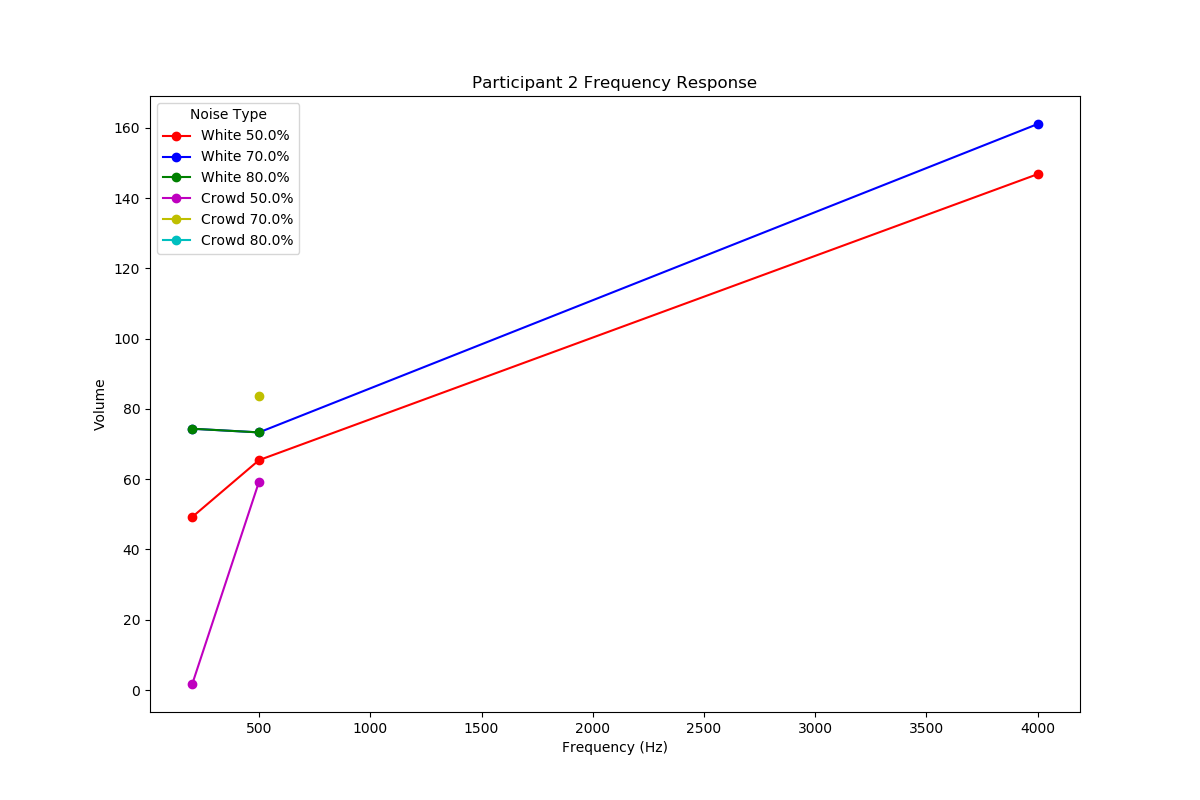 Participant 2 Frequency Response
Noise Type
White 50.0%
White 70.0%
White 80.0%
Crowd 50.0%
Crowd 70.0%
Crowd 80.0%
160
140
120
100
80
60
40
20
0
Volume
500 1000 1500 2000 2500 3000 3500 4000
Frequency (Hz)